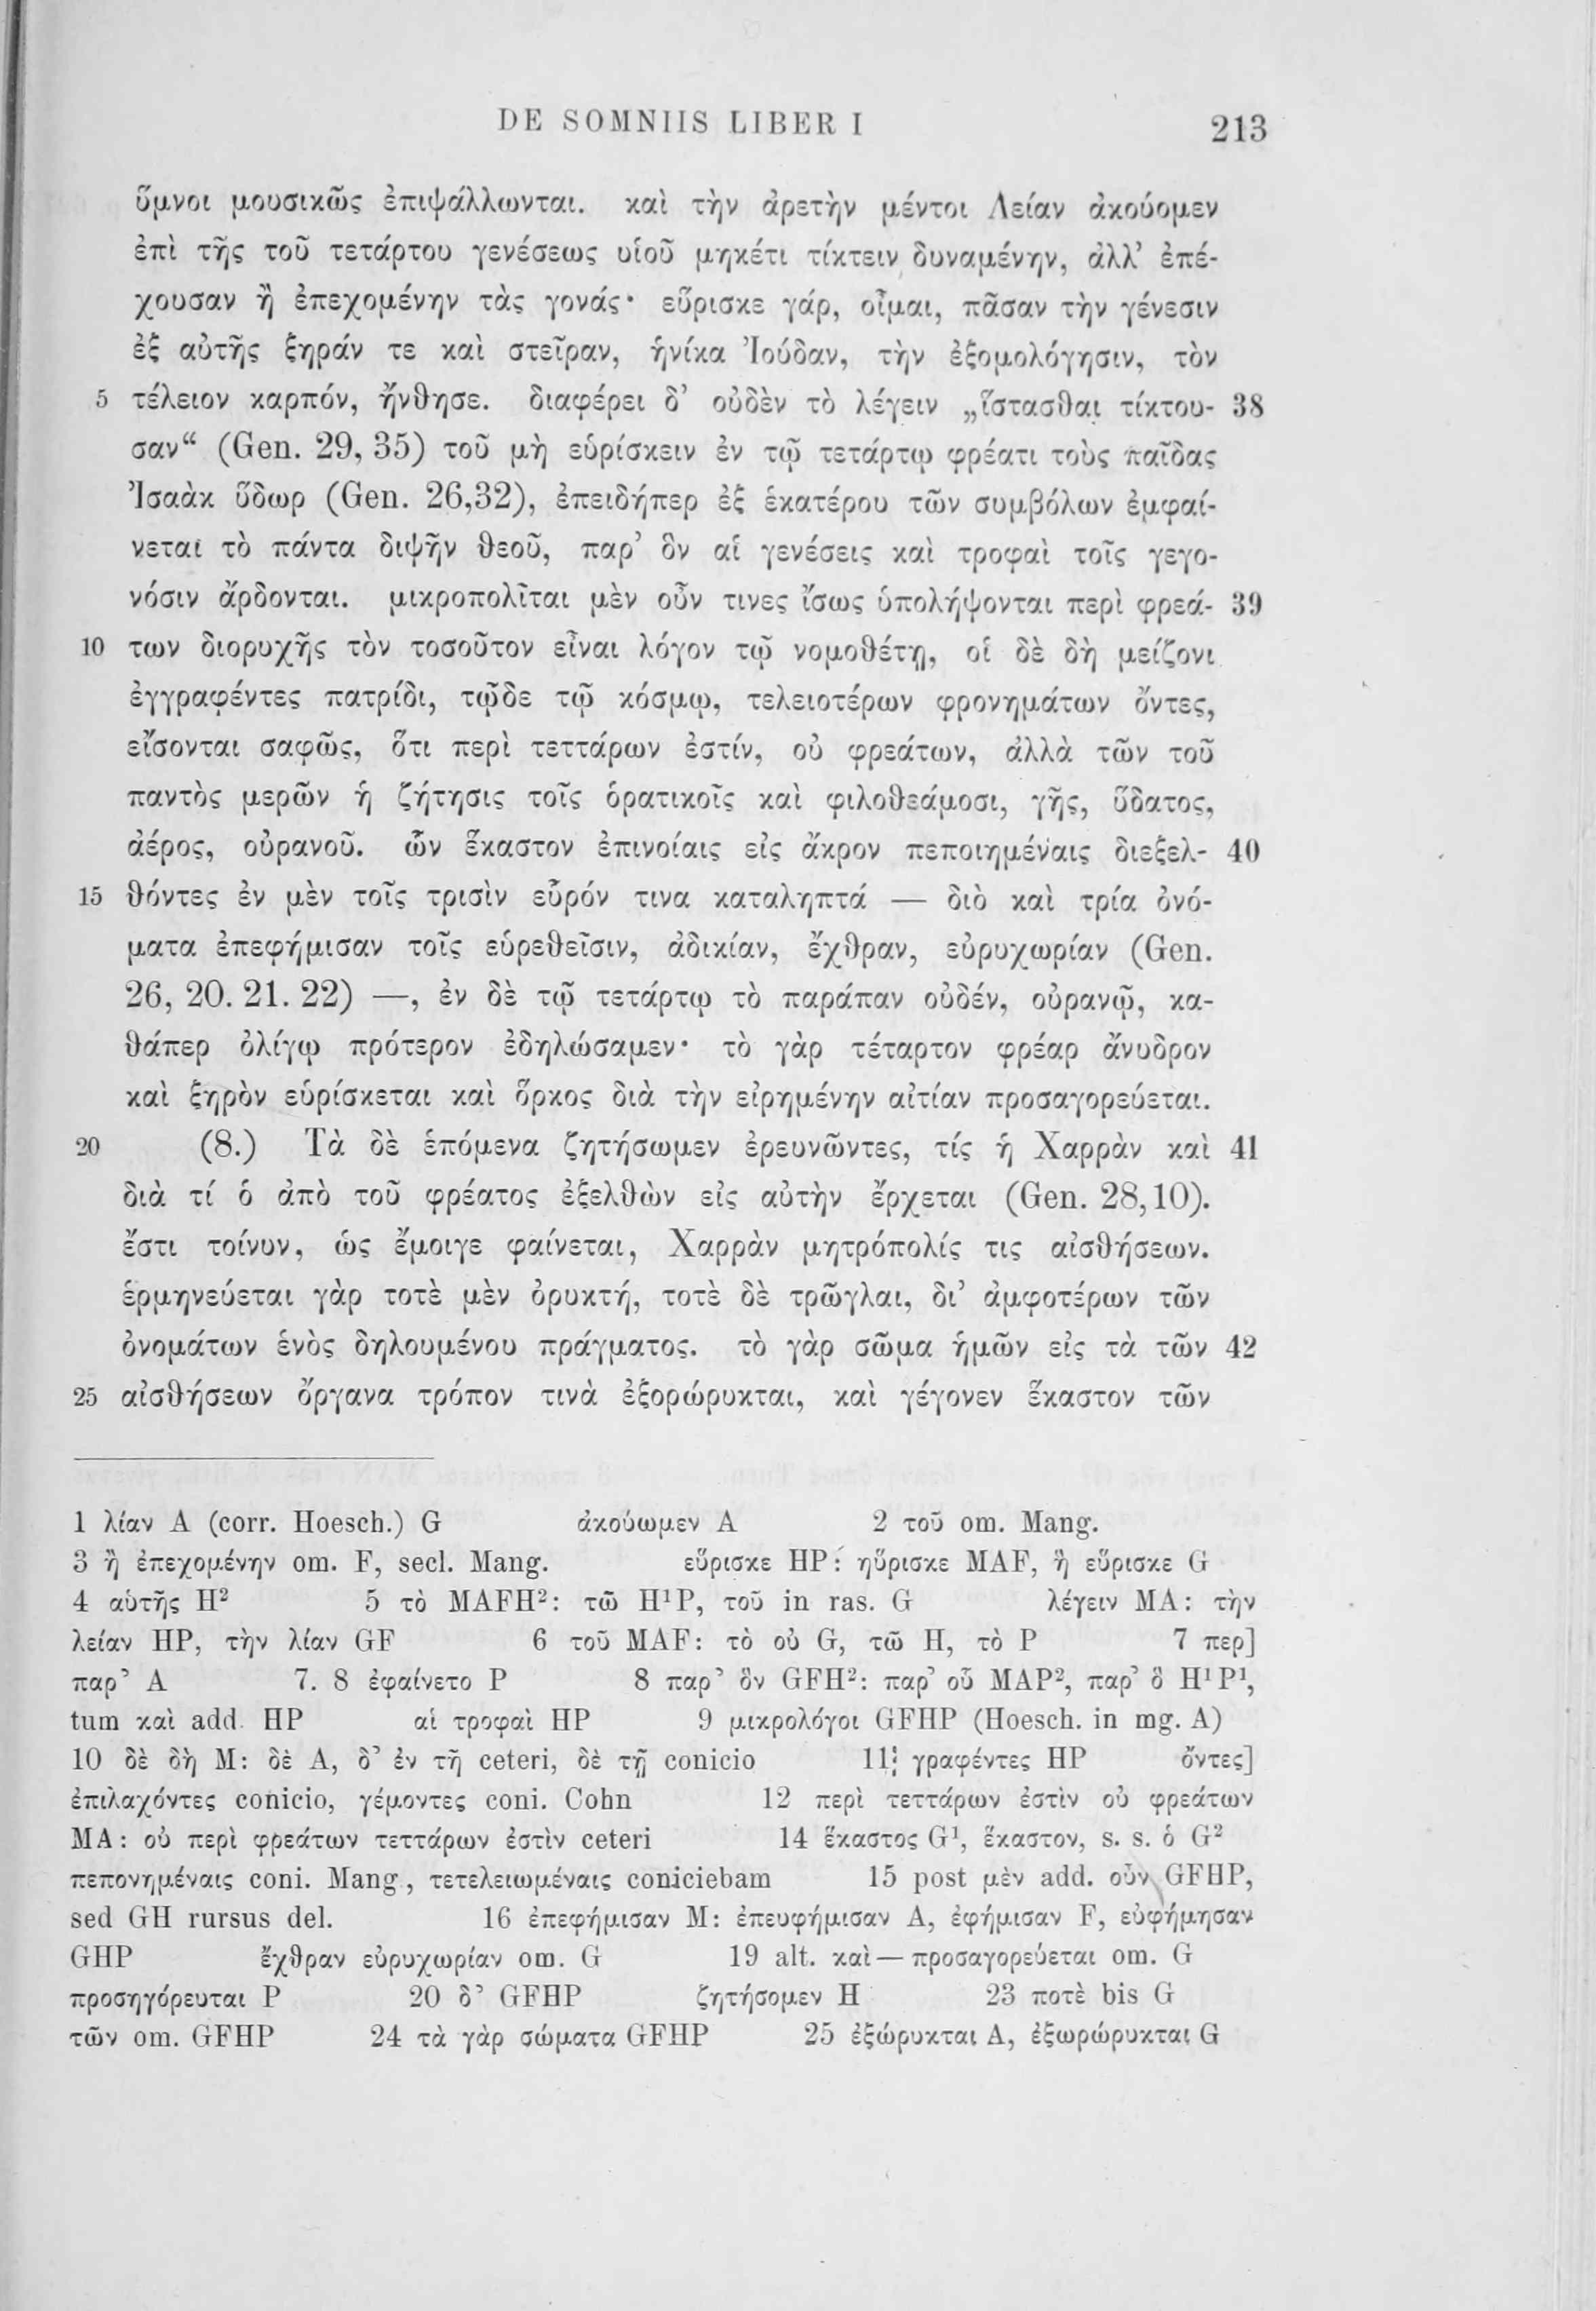 DE SOMNIIS LIBER I 213
ὕμνοι μουσικῶς ἐπιψάλλωνται. καὶ τὴν ἀρετὴν μέντοι Λείαν ἀκούομεν
ἐπὶ τῆς τοῦ τετάρτου γενέσεως υἱοῦ μηκέτι τίκτειν δυναμένην, ἀλλ’ ἐπέ-
χουσαν ἢ ἐπεχομένην τὰς γονάς· εὕρισκε γάρ, οἶμαι, πᾶσαν τὴν γένεσιν
ἐξ αὐτῆς ξηράν τε καὶ στεῖραν, ἡνίκα Ἰούδαν, τὴν ἐξομολόγησιν, τὸν
5 τέλειον καρπόν, ἤνθησε. διαφέρει δ’ οὐδὲν τὸ λέγειν „ἵστασθαι τίκτου- 38
σαν“ (Gen. 29, 35) τοῦ μὴ εὑρίσκειν ἐν τῷ τετάρτῳ φρέατι τοὺς παῖδας
Ἰσαὰκ ὕδωρ (Gen. 26,32), ἐπειδήπερ ἐξ ἑκατέρου τῶν συμβόλων ἐμφαί-
νεται τὸ πάντα διψῆν θεοῦ, παρ’ ὃν αἱ γενέσεις καὶ τροφαὶ τοῖς γεγο-
νόσιν ἄρδονται. μικροπολῖται μὲν οὖν τινες ἴσως ὑπολήψονται περὶ φρεά- 39
10 των διορυχῆς τὸν τοσοῦτον εἶναι λόγον τῷ νομοθέτῃ, οἱ δὲ δὴ μείζονι
ἐγγραφέντες πατρίδι, τῷδε τῷ κόσμῳ, τελειοτέρων φρονημάτων ὄντες,
εἴσονται σαφῶς, ὅτι περὶ τεττάρων ἐστίν, οὐ φρεάτων, ἀλλὰ τῶν τοῦ
παντὸς μερῶν ἡ ζήτησις τοῖς ὁρατικοῖς καὶ φιλοθεάμοσι, γῆς, ὕδατος,
ἀέρος, οὐρανοῦ. ὧν ἕκαστον ἐπινοίαις εἰς ἄκρον πεποιημέναις διεξελ- 40
15 θόντες ἐν μὲν τοῖς τρισὶν εὗρόν τινα καταληπτά — διὸ καὶ τρία ὀνό-
ματα ἐπεφήμισαν τοῖς εὑρεθεῖσιν, ἀδικίαν, ἔχθραν, εὐρυχωρίαν (Gen.
26, 20. 21. 22) —, ἐν δὲ τῷ τετάρτῳ τὸ παράπαν οὐδέν, οὐρανῷ, κα-
θάπερ ὀλίγῳ πρότερον ἐδηλώσαμεν· τὸ γὰρ τέταρτον φρέαρ ἄνυδρον
καὶ ξηρὸν εὑρίσκεται καὶ ὅρκος διὰ τὴν εἰρημένην αἰτίαν προσαγορεύεται.
20 (8.) Τὰ δὲ ἑπόμενα ζητήσωμεν ἐρευνῶντες, τίς ἡ Χαρρὰν καὶ 41
διὰ τί ὁ ἀπὸ τοῦ φρέατος ἐξελθὼν εἰς αὐτὴν ἔρχεται (Gen. 28,10).
ἔστι τοίνυν, ὡς ἔμοιγε φαίνεται, Χαρρὰν μητρόπολίς τις αἰσθήσεων.
ἑρμηνεύεται γὰρ τοτὲ μὲν ὀρυκτή, τοτὲ δὲ τρῶγλαι, δι’ ἀμφοτέρων τῶν
ὀνομάτων ἑνὸς δηλουμένου πράγματος. τὸ γὰρ σῶμα ἡμῶν εἰς τὰ τῶν 42
25 αἰσθήσεων ὄργανα τρόπον τινὰ ἐξορώρυκται, καὶ γέγονεν ἕκαστον τῶν
1 λίαν A (corr. Hoesch.) G ἀκούωμεν A 2 τοῦ om. Mang.
3 ἢ ἐπεχομένην om. F, secl. Mang. εὕρισκε HP: ηὕρισκε MAF, ἢ εὕρισκε G
4 αὑτῆς H² 5 τὸ MAFH²: τῶ H¹P, τοῦ in ras. G λέγειν MA: τὴν
λείαν HP, τὴν λίαν GF 6 τοῦ MAF: τὸ οὐ G, τῶ H, τὸ P 7 περ]
παρ’ A 7. 8 ἐφαίνετο P 8 παρ’ ὃν GFH²: παρ’ οὗ MAP², παρ’ ὃ H¹P¹,
tum καὶ add. HP αἱ τροφαὶ HP 9 μικρολόγοι GFHP (Hoesch. in mg. A)
10 δὲ δὴ M: δὲ A, δ’ ἐν τῆ ceteri, δὲ τῇ conicio 11 γραφέντες HP ὄντες]
ἐπιλαχόντες conicio, γέμοντες coni. Cohn 12 περὶ τεττάρων ἐστὶν οὐ φρεάτων
MA: οὐ περὶ φρεάτων τεττάρων ἐστὶν ceteri 14 ἕκαστος G¹, ἕκαστον, s. s. ὁ G²
πεπονημέναις coni. Mang., τετελειωμέναις coniciebam 15 post μὲν add. οὖν GFHP,
sed GH rursus del. 16 ἐπεφήμισαν M: ἐπευφήμισαν A, ἐφήμισαν F, εὐφήμησαν
GHP ἔχθραν εὐρυχωρίαν om. G 19 alt. καὶ — προσαγορεύεται om. G
προσηγόρευται P 20 δ’ GFHP ζητήσομεν H 23 ποτὲ bis G
τῶν om. GFHP 24 τὰ γὰρ σώματα GFHP 25 ἐξώρυκται A, ἐξωρώρυκται G